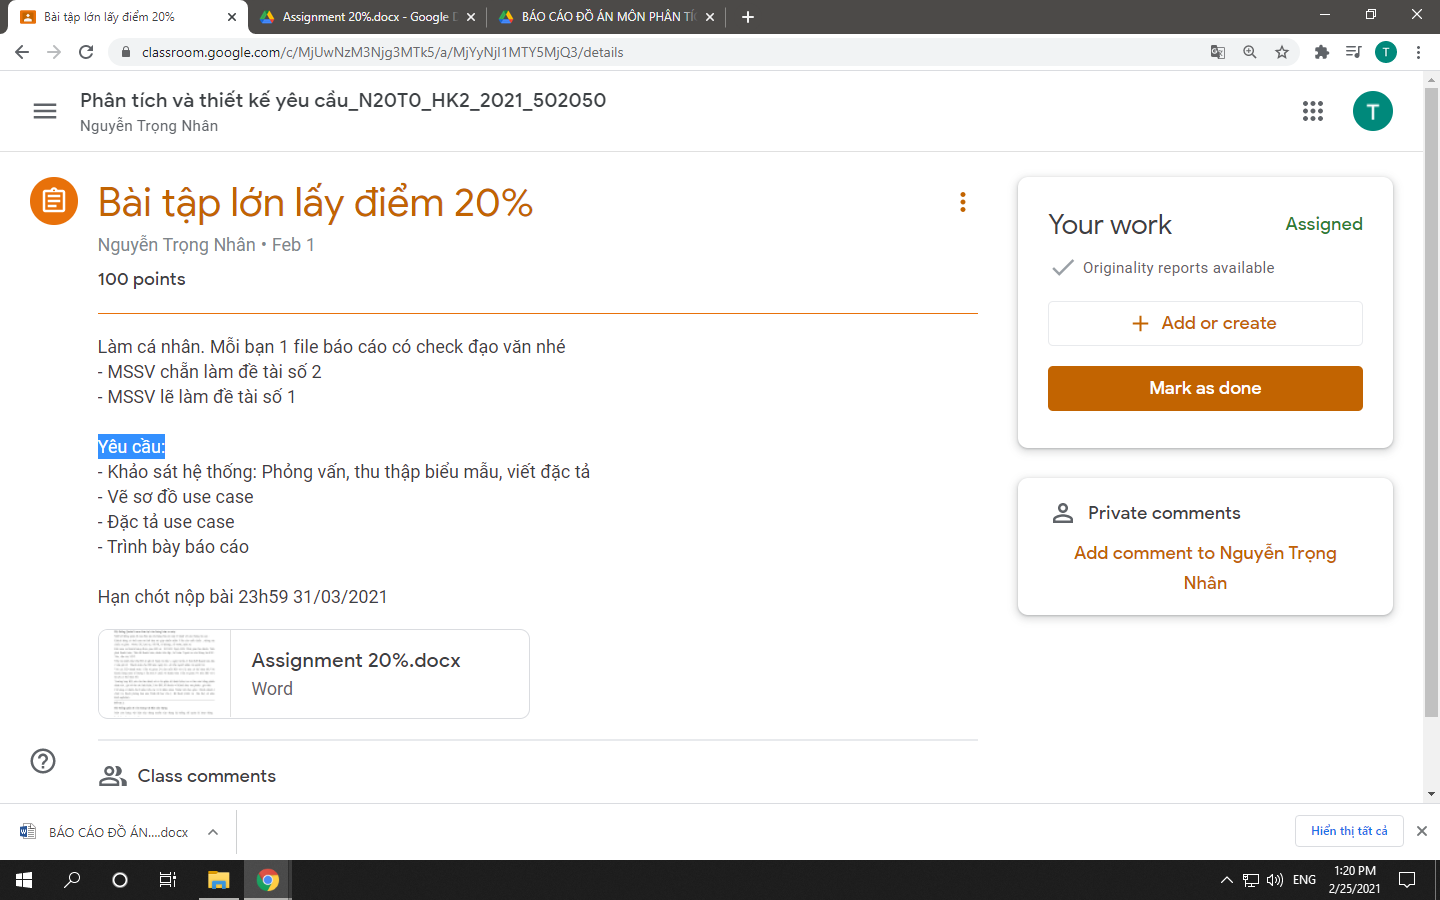 Bài tập lớn lấy điểm 20%
Assignment 20%.docx - Google
BÁO CÁO ĐỒ ÁN MÔN PHÂN
classroom.google.com/c/MjUwNzM3Njg3MTk5/a/MjYyNjI1MTY5MjQ3/details
T
Phân tích và thiết kế yêu cầu_N20T0_HK2_2021_502050
Nguyễn Trọng Nhân
T
Bài tập lớn lấy điểm 20%
Nguyễn Trọng Nhân • Feb 1
100 points
Làm cá nhân. Mỗi bạn 1 file báo cáo có check đạo văn nhé
- MSSV chẵn làm đề tài số 2
- MSSV lẽ làm đề tài số 1
Yêu cầu:
- Khảo sát hệ thống: Phỏng vấn, thu thập biểu mẫu, viết đặc tả
- Vẽ sơ đồ use case
- Đặc tả use case
- Trình bày báo cáo
Hạn chót nộp bài 23h59 31/03/2021
Assignment 20%.docx
Word
Class comments
Your work
Assigned
Originality reports available
Add or create
Mark as done
Private comments
Add comment to Nguyễn Trọng
Nhân
BÁO CÁO ĐỒ ÁN....docx
Hiển thị tất cả
ENG
1:20 PM
2/25/2021